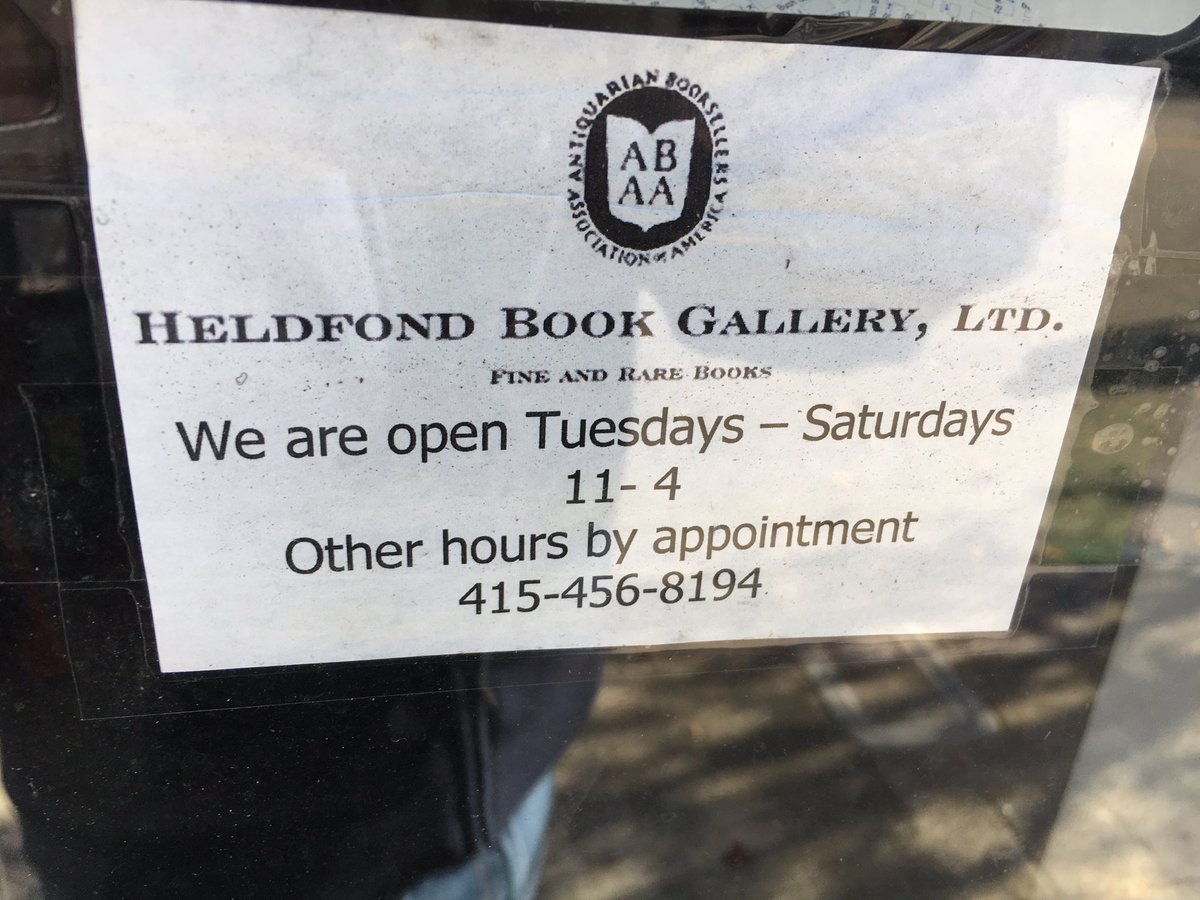 ANTIQUARIAN BOOKSELLERS
ASSOCIATION OF AMERICA
AB
AA
HELDFOND BOOK GALLERY, LTD.
FINE AND RARE BOOKS
We are open Tuesdays – Saturdays
11- 4
Other hours by appointment
415-456-8194